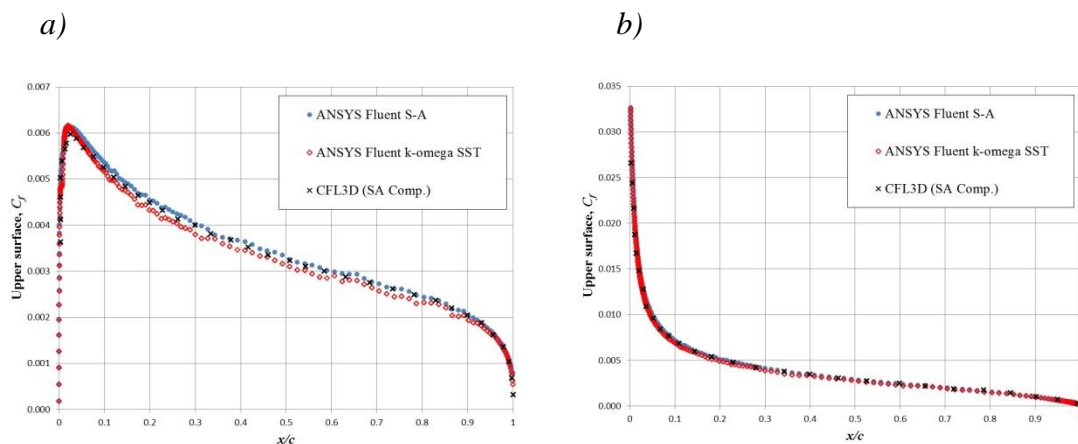 a)
b)
0.007
0.006
0.005
0.004
0.003
0.002
0.001
0.000
Upper surface, Cf
0 0.1 0.2 0.3 0.4 0.5 0.6 0.7 0.8 0.9 1
x/c
ANSYS Fluent S-A
ANSYS Fluent k-omega SST
CFL3D (SA Comp.)
0.035
0.030
0.025
0.020
0.015
0.010
0.005
0.000
Upper surface, Cf
0 0.1 0.2 0.3 0.4 0.5 0.6 0.7 0.8 0.9
x/c
ANSYS Fluent S-A
ANSYS Fluent k-omega SST
CFL3D (SA Comp.)